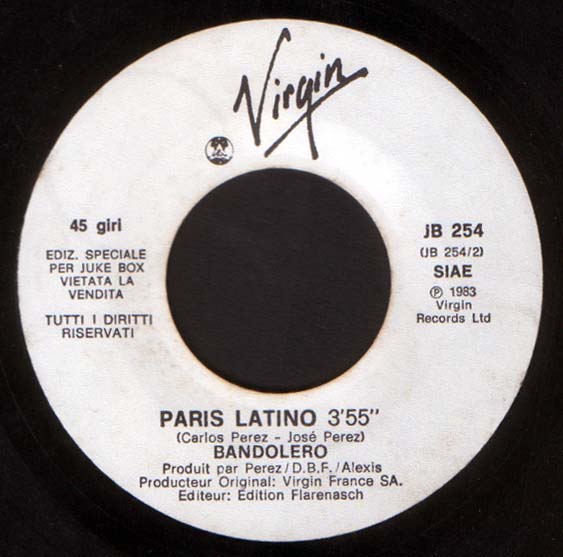 Virgin
45 giri
EDIZ. SPECIALE
PER JUKE BOX
VIETATA LA
VENDITA
TUTTI I DIRITTI
RISERVATI
JB 254
(JB 254/2)
SIAE
℗ 1983
Virgin
Records Ltd
PARIS LATINO 3'55"
(Carlos Perez - José Perez)
BANDOLERO
Produit par Perez/D.B.F./Alexis
Producteur Original: Virgin France SA.
Editeur: Edition Flarenasch